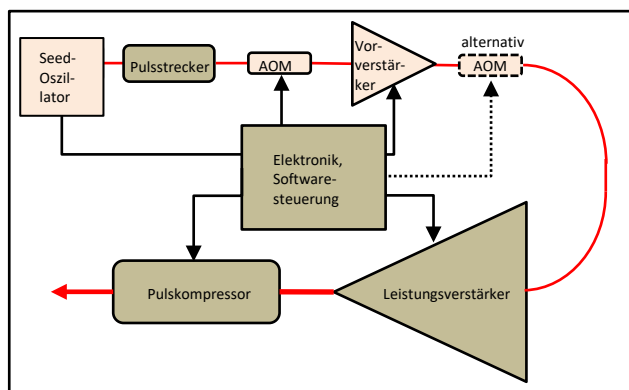 Seed-
Oszil-
lator
Pulsstrecker
AOM
Vor-
verstär-
ker
alternativ
AOM
Elektronik,
Software-
steuerung
Pulskompressor
Leistungsverstärker